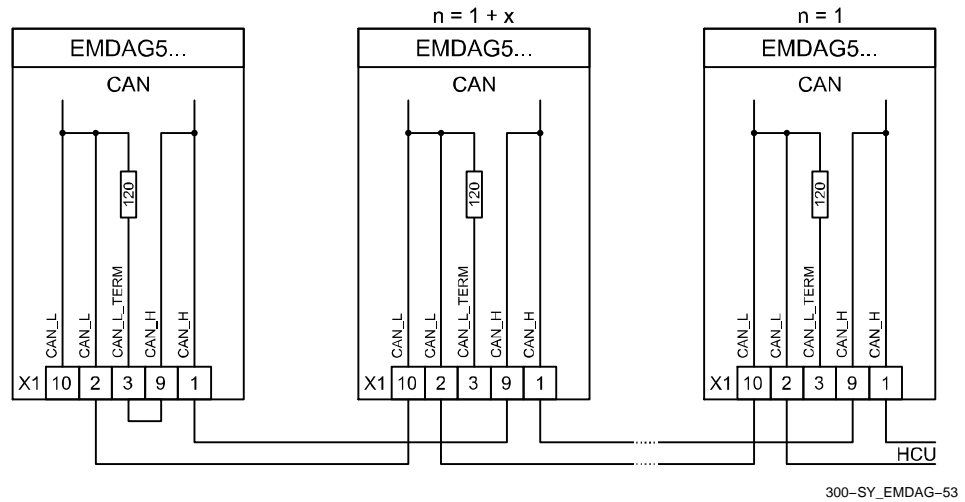 n = 1 + x
n = 1
EMDAG5...
EMDAG5...
EMDAG5...
CAN
CAN
CAN
120
120
120
CAN_L
CAN_L
CAN_L_TERM
CAN_H
CAN_H
CAN_L
CAN_L
CAN_L_TERM
CAN_H
CAN_H
CAN_L
CAN_L
CAN_L_TERM
CAN_H
CAN_H
X1 10 2 3 9 1
X1 10 2 3 9 1
X1 10 2 3 9 1
HCU
300-SY_EMDAG-53